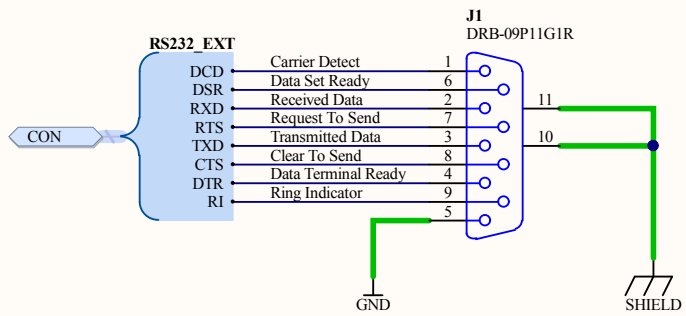 J1
DRB-09P11G1R
RS232_EXT
DCD Carrier Detect 1
DSR Data Set Ready 6
RXD Received Data 2 11
RTS Request To Send 7
CON
TXD Transmitted Data 3 10
CTS Clear To Send 8
DTR Data Terminal Ready 4
RI Ring Indicator 9
5
GND SHIELD